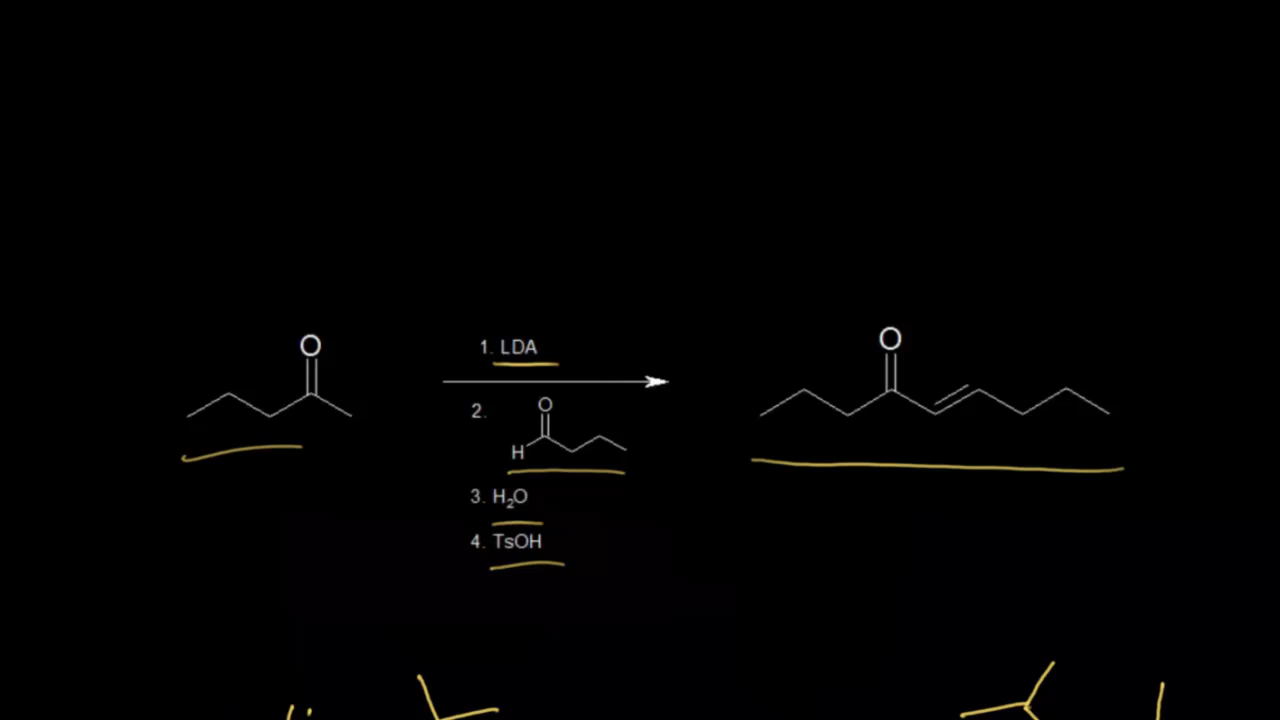 O
1. LDA
O
2.
H
3. H₂O
4. TsOH
O